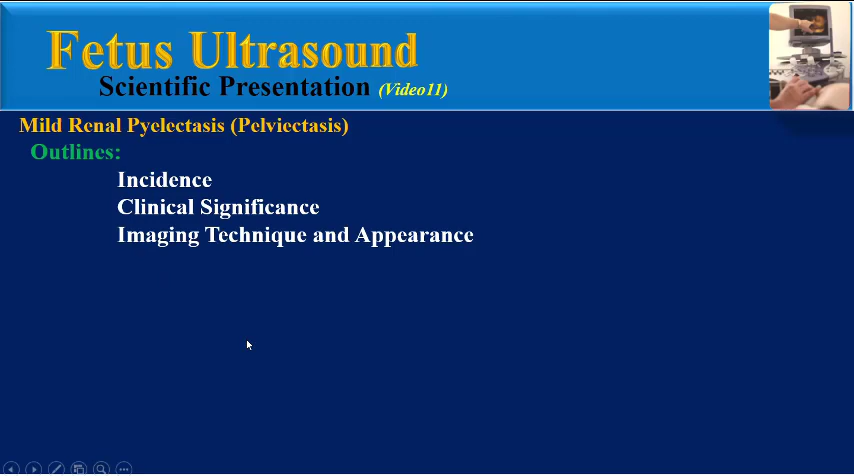 Fetus Ultrasound
Scientific Presentation (Video11)
Mild Renal Pyelectasis (Pelviectasis)
Outlines:
Incidence
Clinical Significance
Imaging Technique and Appearance